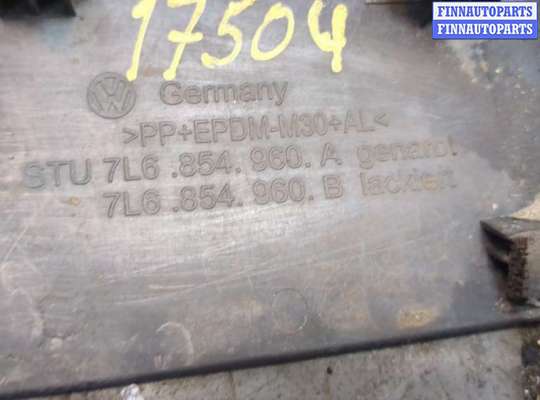 FINNAUTOPARTS
FINNAUTOPARTS
17504
Germany
>PP+EPDM-M30+AL<
STU 7L6.854.960.A genarbt
7L6.854.960.B lackiert